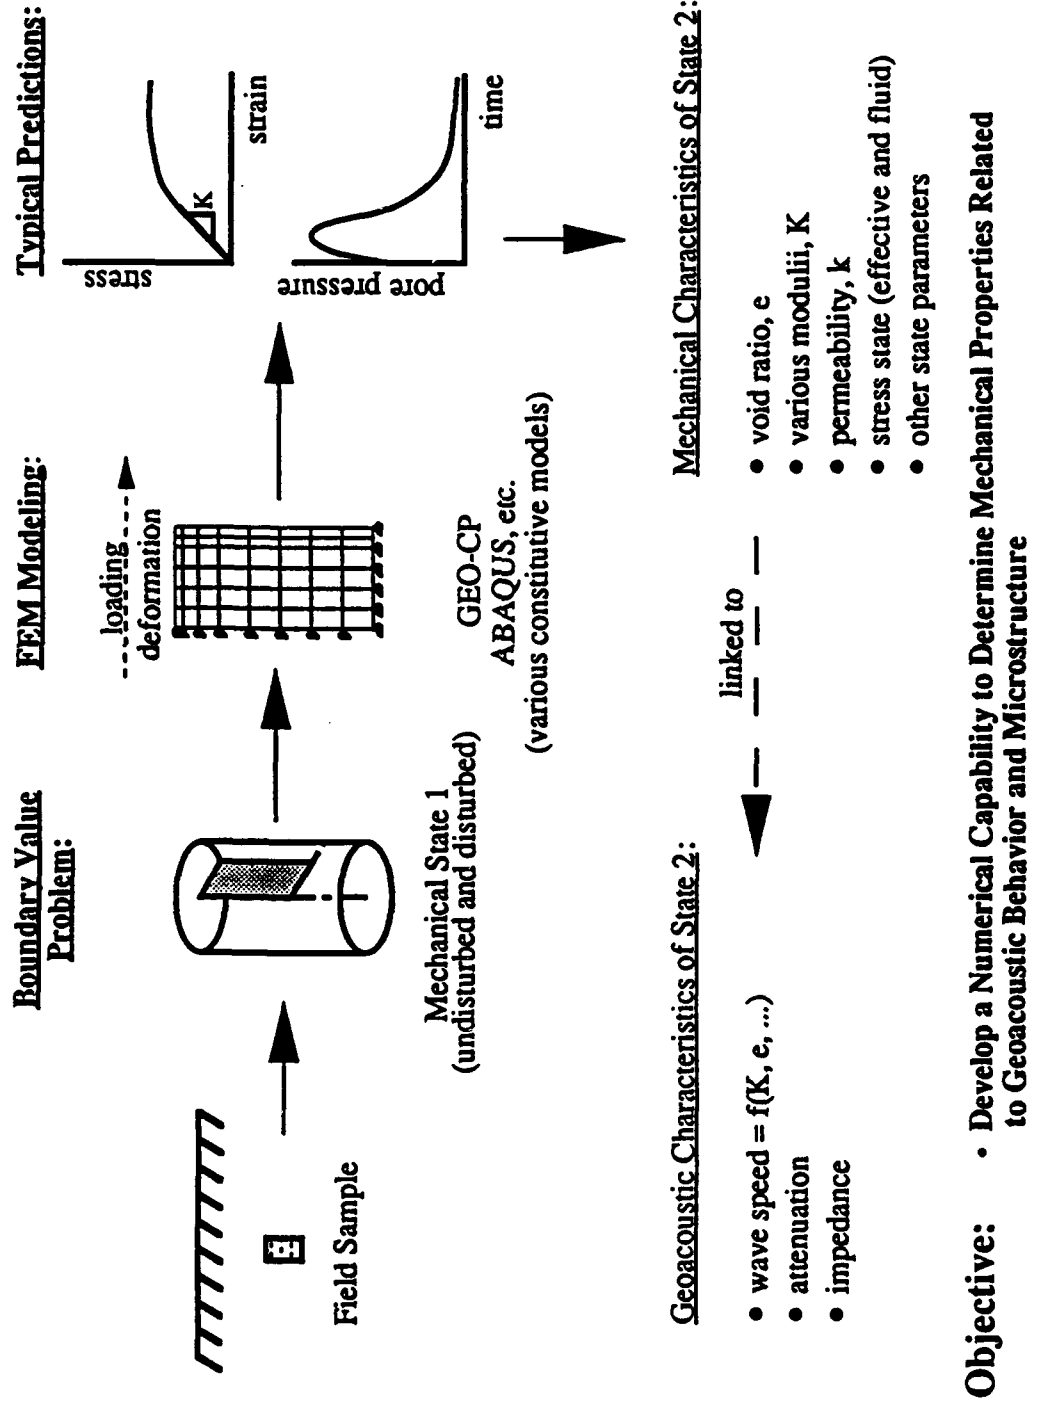 Boundary Value
Problem:
FEM Modeling:
Typical Predictions:
loading
deformation
stress
K
strain
pore pressure
time
Field Sample
Mechanical State 1
(undisturbed and disturbed)
GEO-CP
ABAQUS, etc.
(various constitutive models)
Geoacoustic Characteristics of State 2:
• wave speed = f(K, e, ...)
• attenuation
• impedance
linked to
Mechanical Characteristics of State 2:
• void ratio, e
• various modulii, K
• permeability, k
• stress state (effective and fluid)
• other state parameters
Objective:
• Develop a Numerical Capability to Determine Mechanical Properties Related
to Geoacoustic Behavior and Microstructure